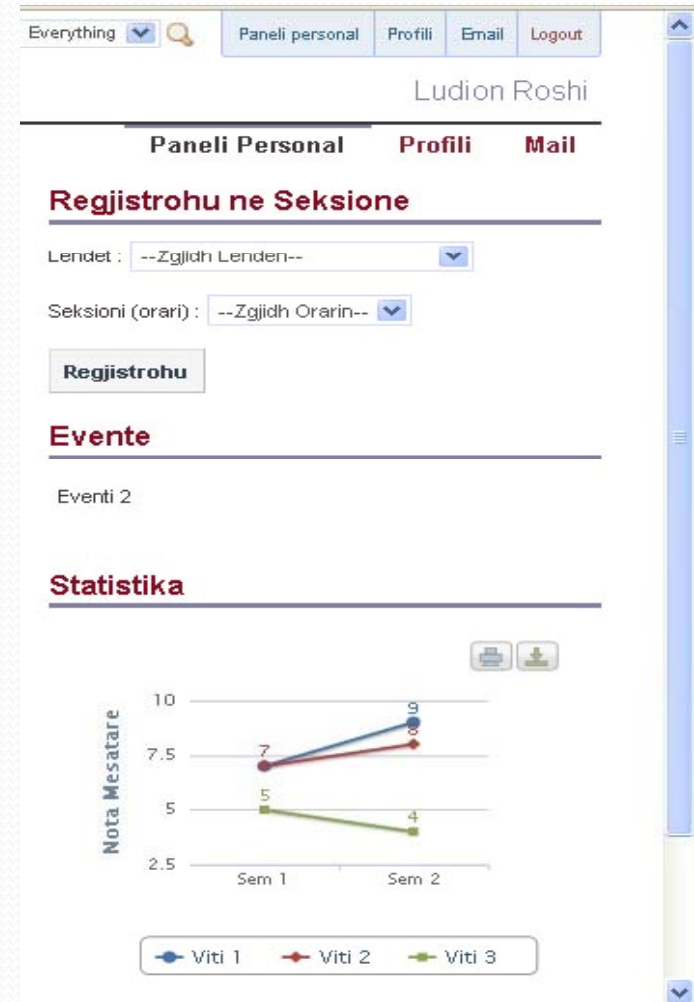 Everything Paneli personal Profili Email Logout
Ludion Roshi
Paneli Personal Profili Mail
Regjistrohu ne Seksione
Lendet : --Zgjidh Lenden--
Seksioni (orari) : --Zgjidh Orarin--
Regjistrohu
Evente
Eventi 2
Statistika
Nota Mesatare
10
7.5
5
2.5
7
9
8
5
4
Sem 1 Sem 2
Viti 1 Viti 2 Viti 3